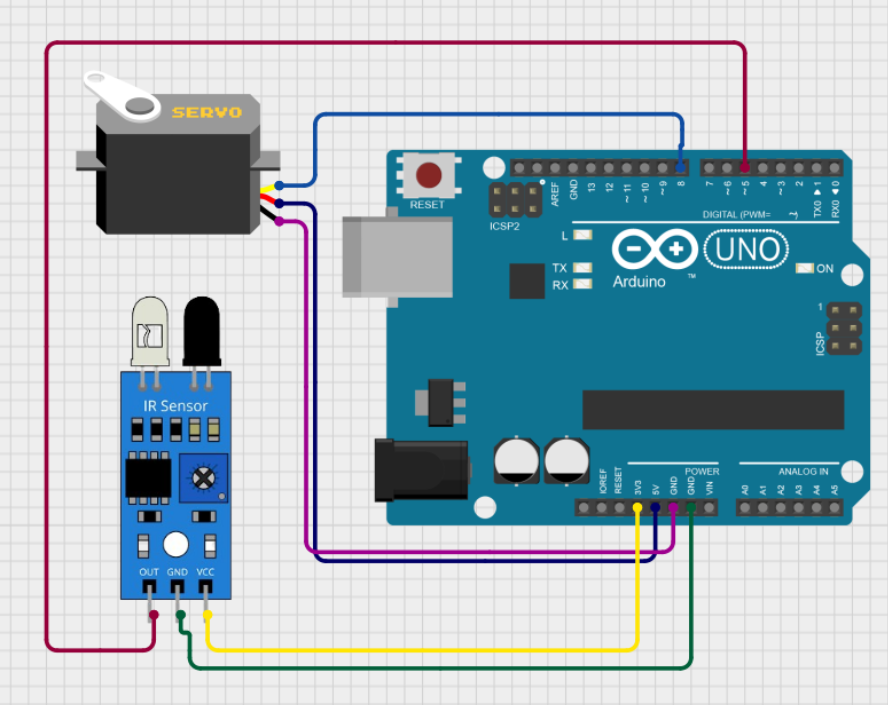 SERVO
RESET
ICSP2
AREF
GND
13
12
~11
~10
~9
8
7
~6
~5
4
~3
2
TX0 ▶ 1
RX0 ◀ 0
DIGITAL (PWM=
L
TX
RX
UNO
Arduino
™
ON
1
ICSP
IR Sensor
OUT GND VCC
POWER
ANALOG IN
IOREF
RESET
3V3
5V
GND
GND
VIN
A0
A1
A2
A3
A4
A5